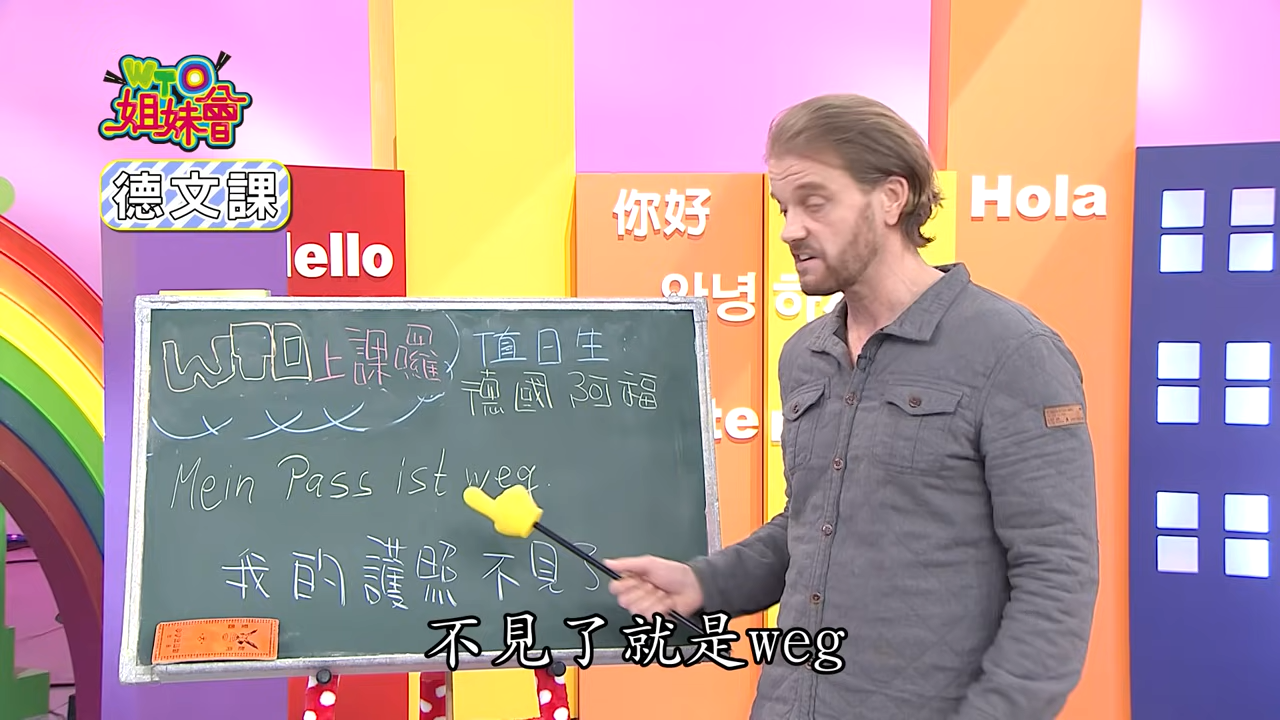 WTO
姐妹會
德文課
Hello
你好
안녕 하
Hola
WTO上課囉
值日生:
德國 阿福
Mein Pass ist weg.
我的護照不見了
不見了就是weg